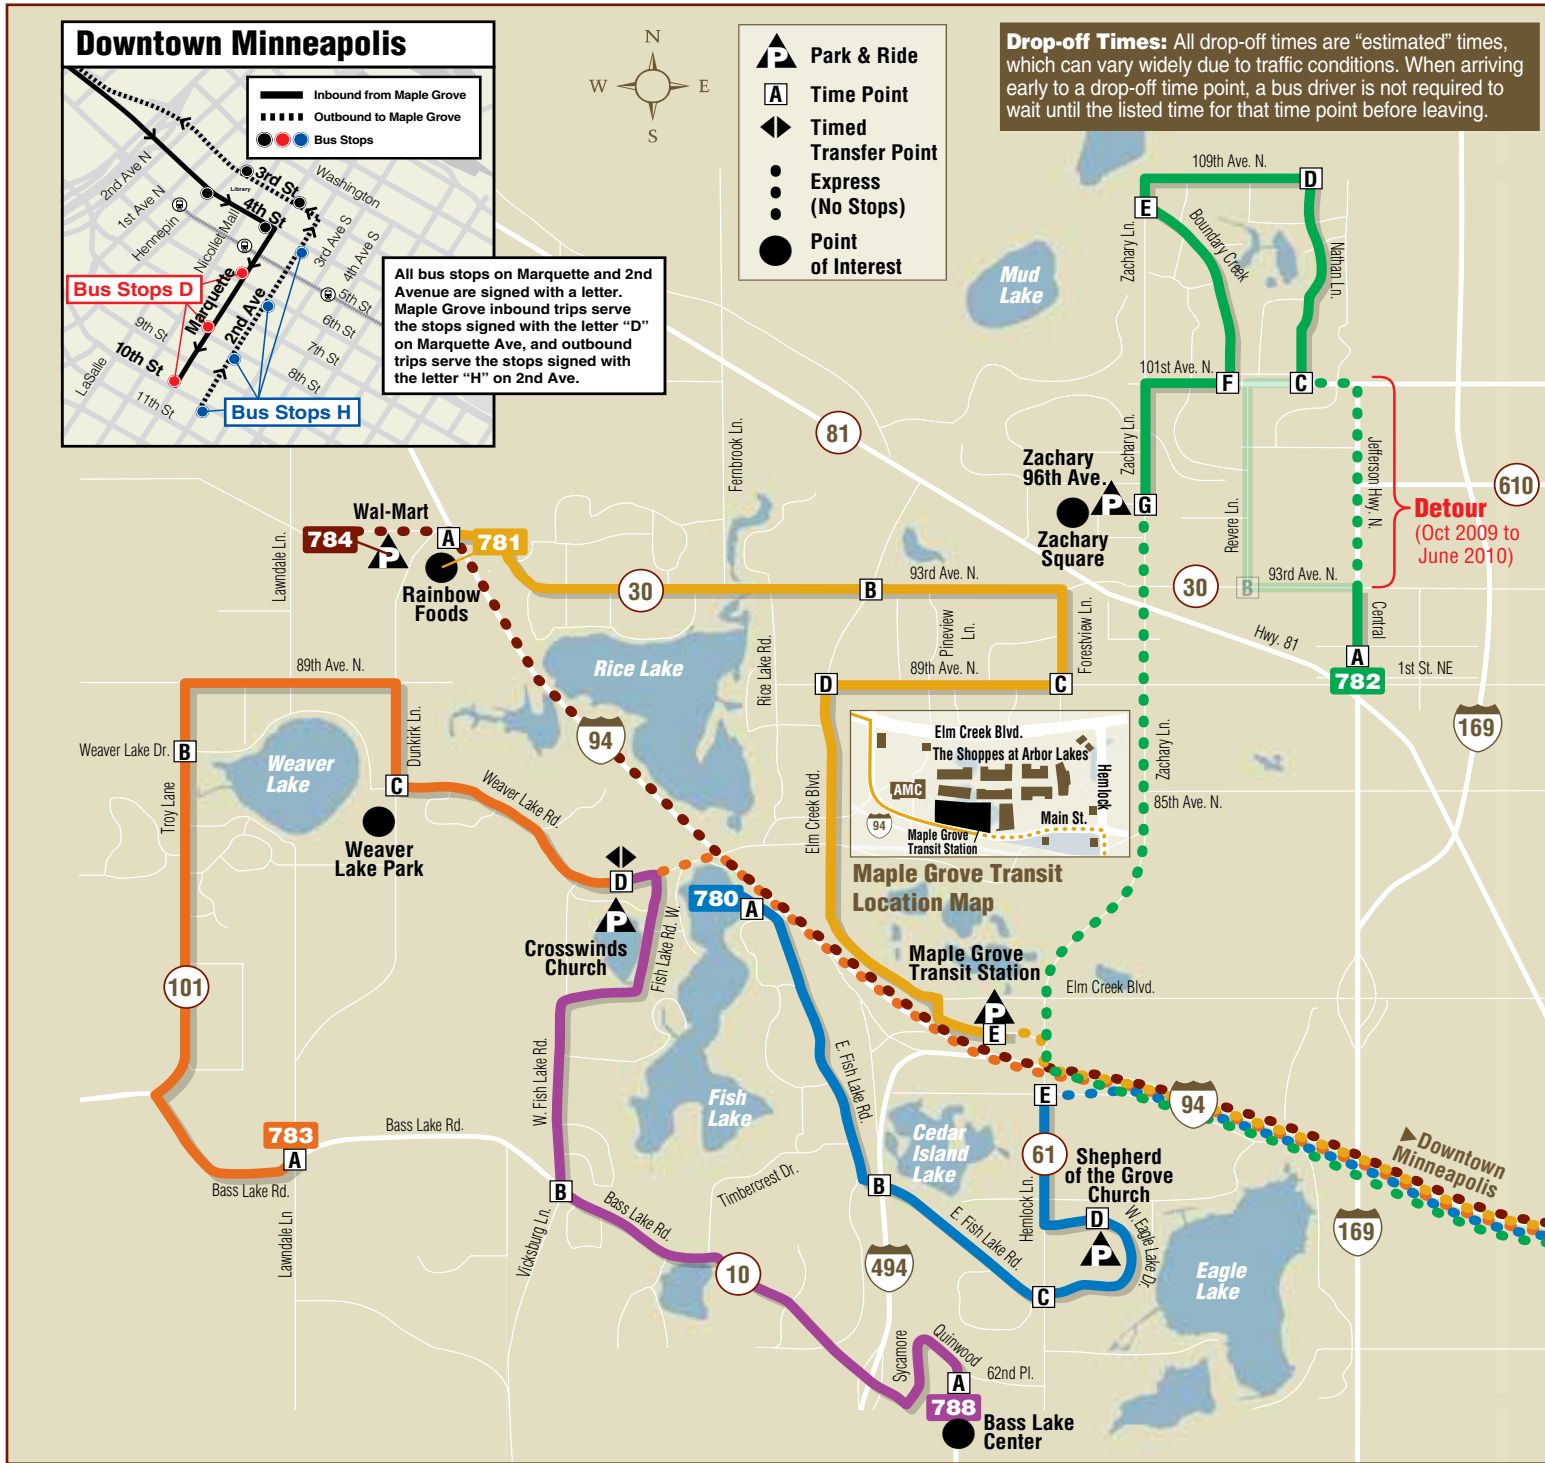 Downtown Minneapolis
Inbound from Maple Grove
Outbound to Maple Grove
Bus Stops
2nd Ave N
1st Ave N
Hennepin
Nicollet Mall
Library
3rd St
4th St
Washington
3rd Ave S
4th Ave S
5th St
6th St
7th St
8th St
Bus Stops D
Marquette
2nd Ave
9th St
10th St
LaSalle
11th St
Bus Stops H
All bus stops on Marquette and 2nd
Avenue are signed with a letter.
Maple Grove inbound trips serve
the stops signed with the letter “D”
on Marquette Ave, and outbound
trips serve the stops signed with
the letter “H” on 2nd Ave.
N
W E
S
P Park & Ride
A Time Point
Timed
Transfer Point
Express
(No Stops)
Point
of Interest
Drop-off Times: All drop-off times are “estimated” times,
which can vary widely due to traffic conditions. When arriving
early to a drop-off time point, a bus driver is not required to
wait until the listed time for that time point before leaving.
109th Ave. N.
D
E
Zachary Ln.
Boundary Creek
Nathan Ln.
Mud
Lake
101st Ave. N.
F
C
81
Fernbrook Ln.
Zachary Ln.
Zachary
96th Ave.
P
G
Zachary
Square
Revere Ln.
Jefferson Hwy. N.
610
Detour
(Oct 2009 to
June 2010)
30
93rd Ave. N.
B
Central
Hwy. 81
A
782
1st St. NE
169
Wal-Mart
784
P
A
781
Rainbow
Foods
Lawndale Ln.
30
B
93rd Ave. N.
Pineview
Ln.
Forestview Ln.
Rice Lake
Rice Lake Rd.
D
89th Ave. N.
C
89th Ave. N.
94
Weaver Lake Dr.
B
Troy Lane
Weaver
Lake
Dunkirk Ln.
C
Weaver Lake Rd.
Weaver
Lake Park
D
P
Crosswinds
Church
Fish Lake Rd. W.
780
A
Elm Creek Blvd.
Elm Creek Blvd.
The Shoppes at Arbor Lakes
AMC
Hemlock
94
Main St.
Maple Grove
Transit Station
Maple Grove Transit
Location Map
Zachary Ln.
85th Ave. N.
Maple Grove
Transit Station
P
E
Elm Creek Blvd.
101
W. Fish Lake Rd.
E. Fish Lake Rd.
Fish
Lake
Cedar
Island
Lake
E
94
Downtown
Minneapolis
61
Shepherd
of the Grove
Church
D
P
W. Eagle Lake Dr.
Hemlock Ln.
169
783
A
Bass Lake Rd.
Bass Lake Rd.
Lawndale Ln
B
Vicksburg Ln.
Bass Lake Rd.
Timbercrest Dr.
B
E. Fish Lake Rd.
494
C
Eagle
Lake
10
Sycamore
Quinwood
62nd Pl.
A
788
Bass Lake
Center